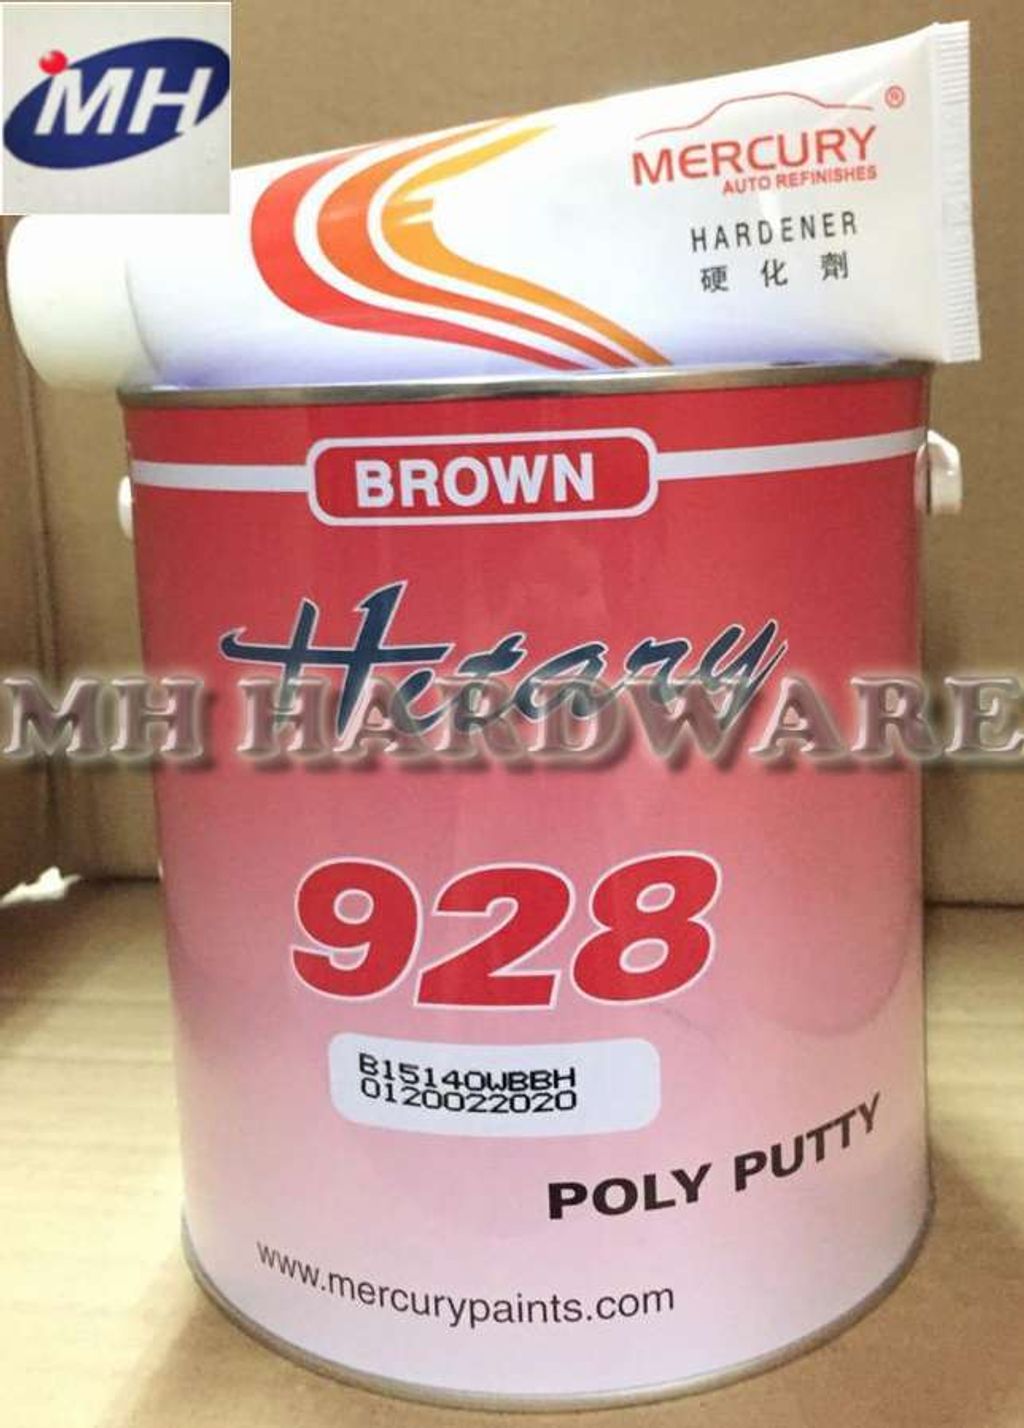 MH
MERCURY®
AUTO REFINISHES
HARDENER
硬化劑
BROWN
Hctary
MH HARDWARE
928
B15140WBBH
0120022020
POLY PUTTY
www.mercurypaints.com